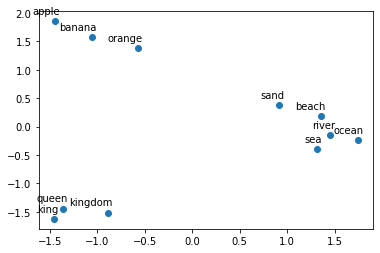 apple
2.0
banana
1.5
orange
1.0
0.5
sand
beach
0.0
river
ocean
sea
−0.5
−1.0
queen
kingdom
king
−1.5
−1.5
−1.0
−0.5
0.0
0.5
1.0
1.5